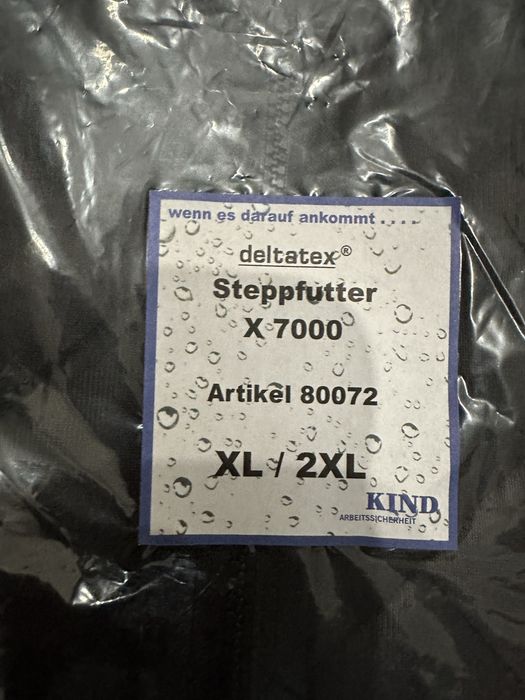 wenn es darauf ankommt . . . .
deltatex®
Steppfutter
X 7000
Artikel 80072
XL / 2XL
KIND
ARBEITSSICHERHEIT